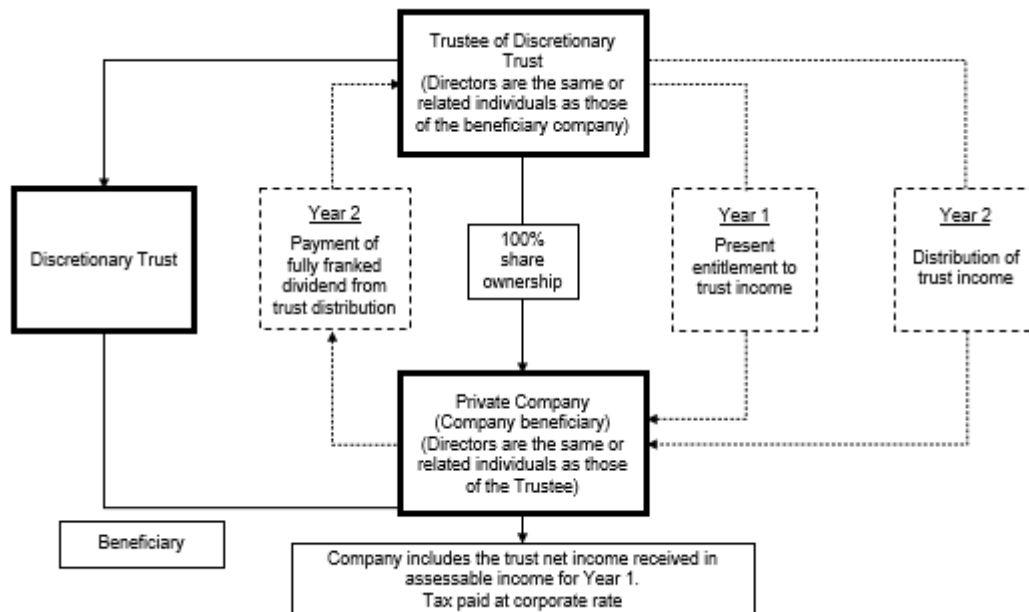 Trustee of Discretionary
Trust
(Directors are the same or
related individuals as those
of the beneficiary company)
Discretionary Trust
Year 2
Payment of
fully franked
dividend from
trust distribution
100%
share
ownership
Year 1
Present
entitlement to
trust income
Year 2
Distribution of
trust income
Private Company
(Company beneficiary)
(Directors are the same or
related individuals as those
of the Trustee)
Beneficiary
Company includes the trust net income received in
assessable income for Year 1.
Tax paid at corporate rate